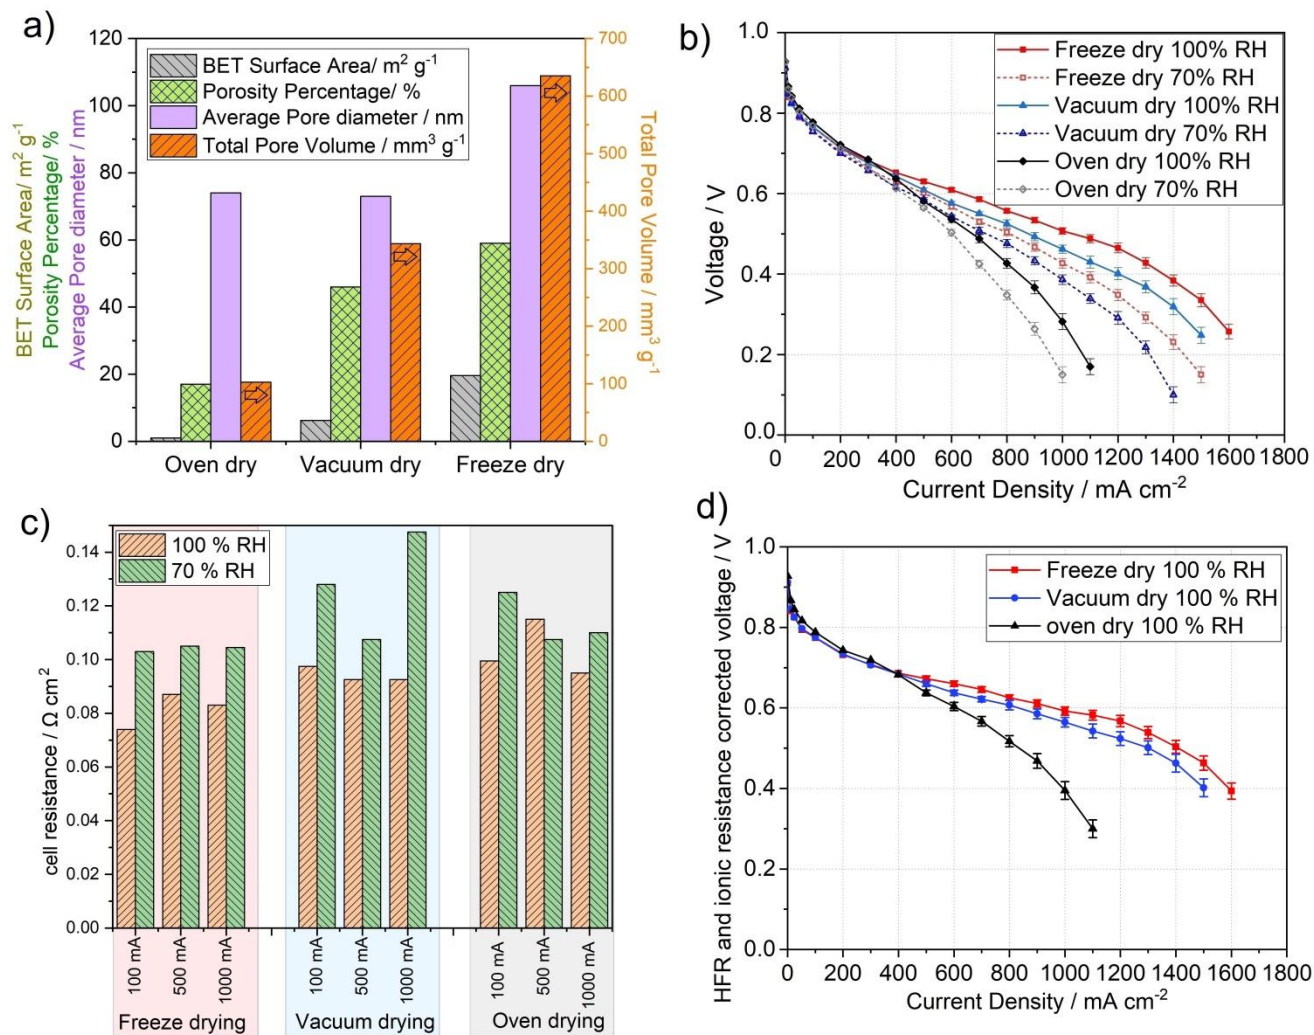 a)
120
100
80
60
40
20
0
BET Surface Area/ m² g⁻¹
Porosity Percentage/ %
Average Pore diameter / nm
BET Surface Area/ m² g⁻¹
Porosity Percentage/ %
Average Pore diameter / nm
Total Pore Volume / mm³ g⁻¹
700
600
500
400
300
200
100
0
Total Pore Volume / mm³ g⁻¹
Oven dry
Vacuum dry
Freeze dry
b)
1.0
0.8
0.6
0.4
0.2
0.0
Voltage / V
Freeze dry 100% RH
Freeze dry 70% RH
Vacuum dry 100% RH
Vacuum dry 70% RH
Oven dry 100% RH
Oven dry 70% RH
200 400 600 800 1000 1200 1400 1600 1800
Current Density / mA cm⁻²
c)
0.14
0.12
0.10
0.08
0.06
0.04
0.02
0.00
cell resistance / Ω cm²
100 % RH
70 % RH
100 mA
500 mA
1000 mA
100 mA
500 mA
1000 mA
100 mA
500 mA
1000 mA
Freeze drying
Vacuum drying
Oven drying
d)
1.0
0.8
0.6
0.4
0.2
0.0
HFR and ionic resistance corrected voltage / V
Freeze dry 100 % RH
Vacuum dry 100 % RH
oven dry 100 % RH
0 200 400 600 800 1000 1200 1400 1600 1800
Current Density / mA cm⁻²